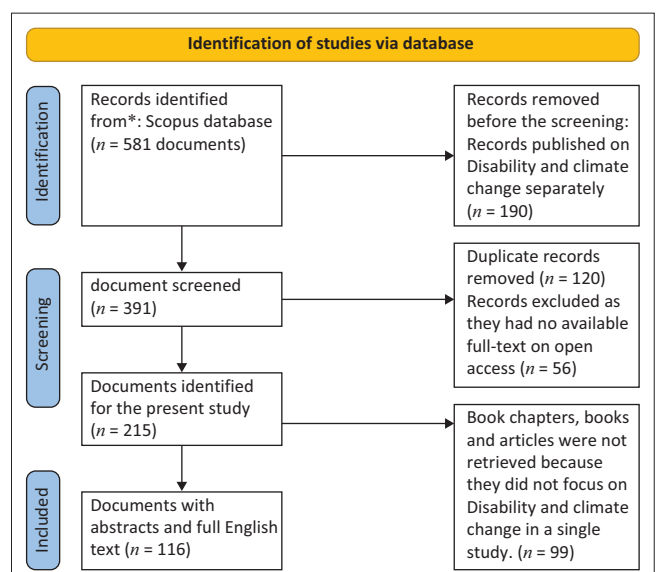 Identification of studies via database
Identification
Records identified
from*: Scopus database
(n = 581 documents)
Records removed
before the screening:
Records published on
Disability and climate
change separately
(n = 190)
Screening
document screened
(n = 391)
Duplicate records
removed (n = 120)
Records excluded as
they had no available
full-text on open
access (n = 56)
Documents identified
for the present study
(n = 215)
Book chapters, books
and articles were not
retrieved because
they did not focus on
Disability and climate
change in a single
study. (n = 99)
Included
Documents with
abstracts and full English
text (n = 116)